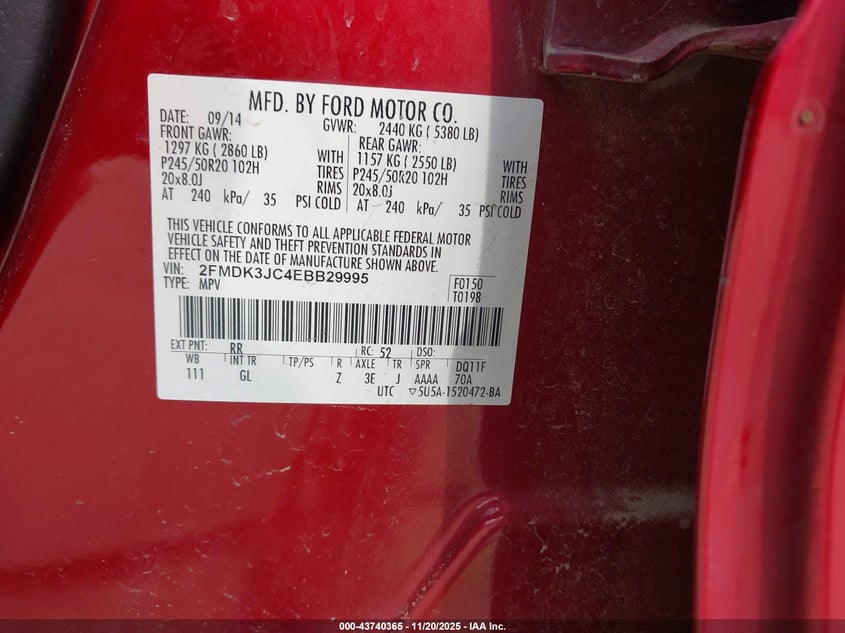 MFD. BY FORD MOTOR CO.
DATE: 09/14 GVWR: 2440 KG ( 5380 LB)
FRONT GAWR: REAR GAWR:
1297 KG ( 2860 LB) WITH 1157 KG ( 2550 LB) WITH
P245/50R20 102H TIRES P245/50R20 102H TIRES
20x8.0J RIMS 20x8.0J RIMS
AT 240 kPa/ 35 PSI COLD AT 240 kPa/ 35 PSI COLD
THIS VEHICLE CONFORMS TO ALL APPLICABLE FEDERAL MOTOR
VEHICLE SAFETY AND THEFT PREVENTION STANDARDS IN
EFFECT ON THE DATE OF MANUFACTURE SHOWN ABOVE.
VIN: 2FMDK3JC4EBB29995 F0150
TYPE: MPV T0198
EXT PNT: RR RC: 52 DSO:
WB INT TR TP/PS R AXLE TR SPR DQ11F
111 GL Z 3E J AAAA 70A
UTC ▽5U5A-1520472-BA
000-43740365 - 11/20/2025 - IAA Inc.